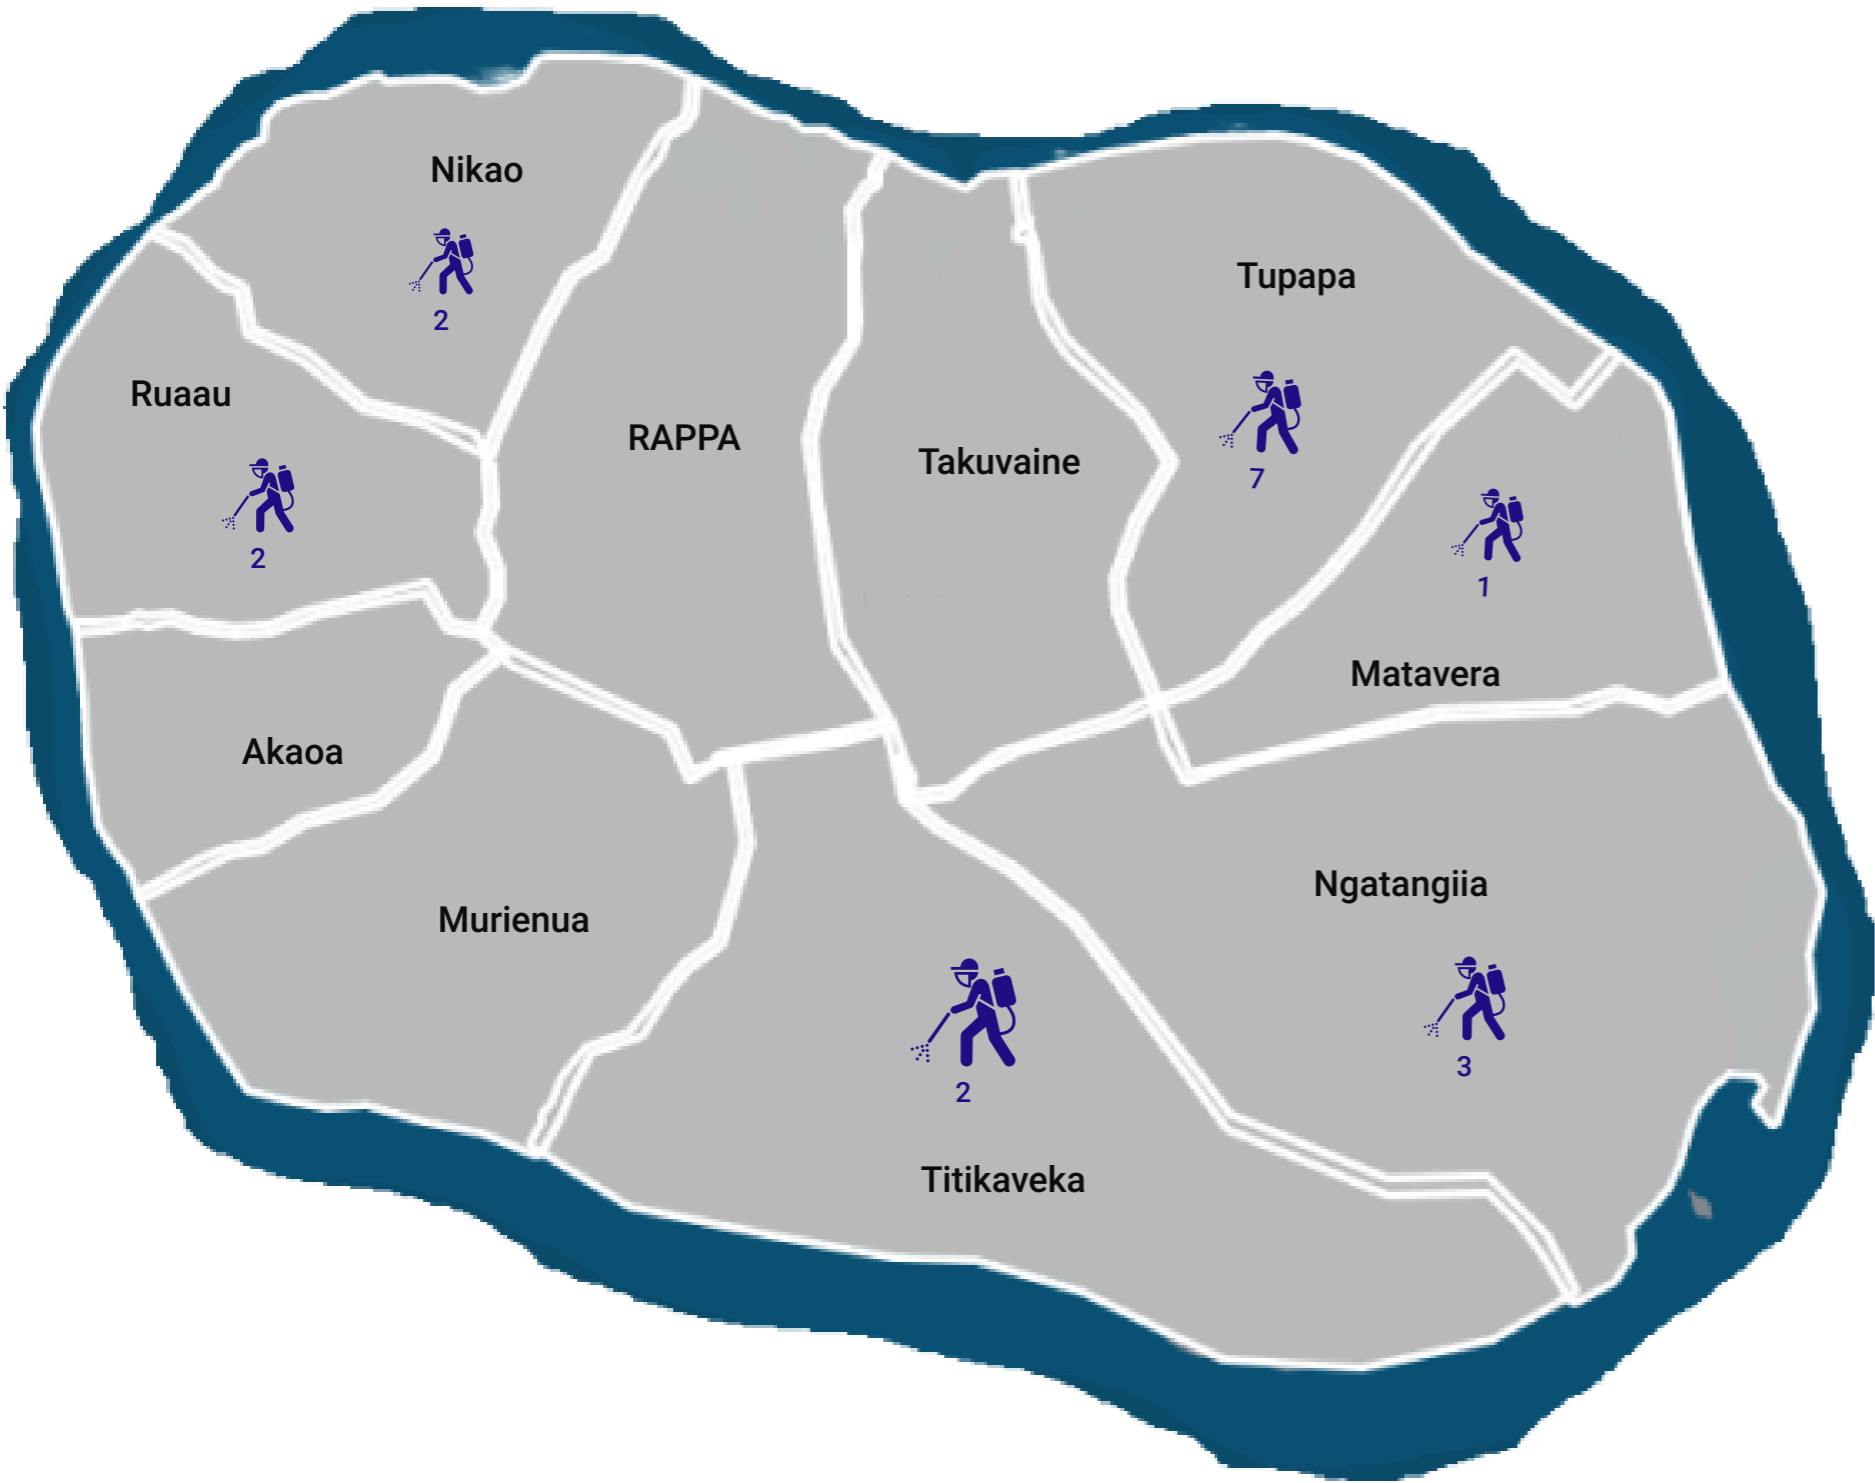 Nikao
2
Tupapa
7
Ruaau
2
RAPPA
Takuvaine
1
Matavera
Akaoa
Murienua
Ngatangiia
3
2
Titikaveka